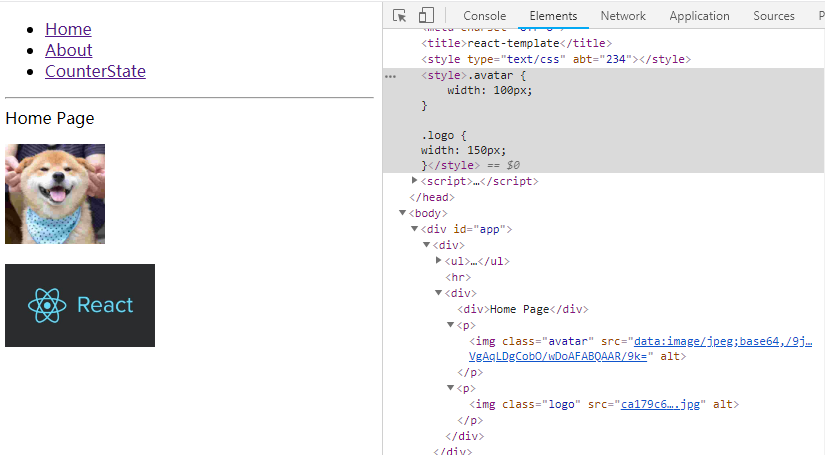 Home
About
CounterState
Home Page
React
Console Elements Network Application Sources
<title>react-template</title>
<style type="text/css" abt="234"></style>
… <style>.avatar {
width: 100px;
}
.logo {
width: 150px;
}</style> == $0
▶<script>…</script>
</head>
▼<body>
▼<div id="app">
▼<div>
▶<ul>…</ul>
<hr>
▼<div>
<div>Home Page</div>
▼<p>
<img class="avatar" src="data:image/jpeg;base64,/9j…
VgAqLDgCobO/wDoAFABQAAR/9k=" alt>
</p>
▼<p>
<img class="logo" src="ca179c6….jpg" alt>
</p>
</div>
</div>